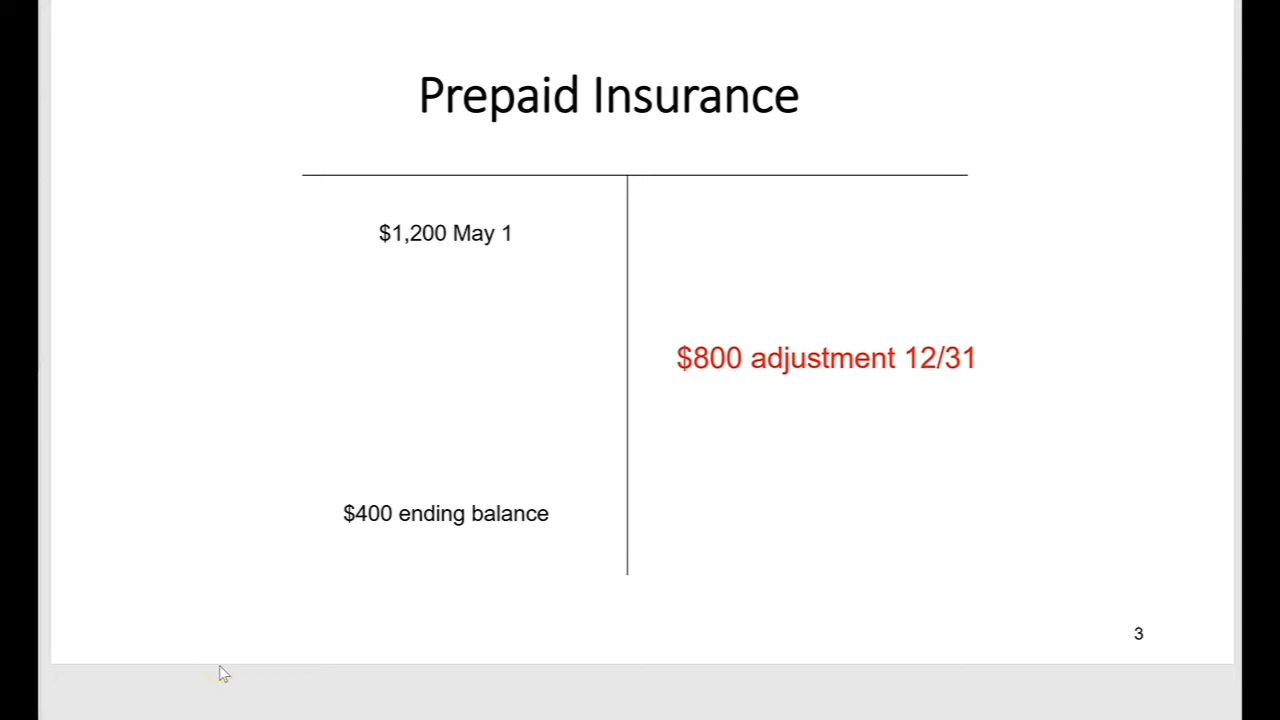 Prepaid Insurance
$1,200 May 1
$800 adjustment 12/31
$400 ending balance
3